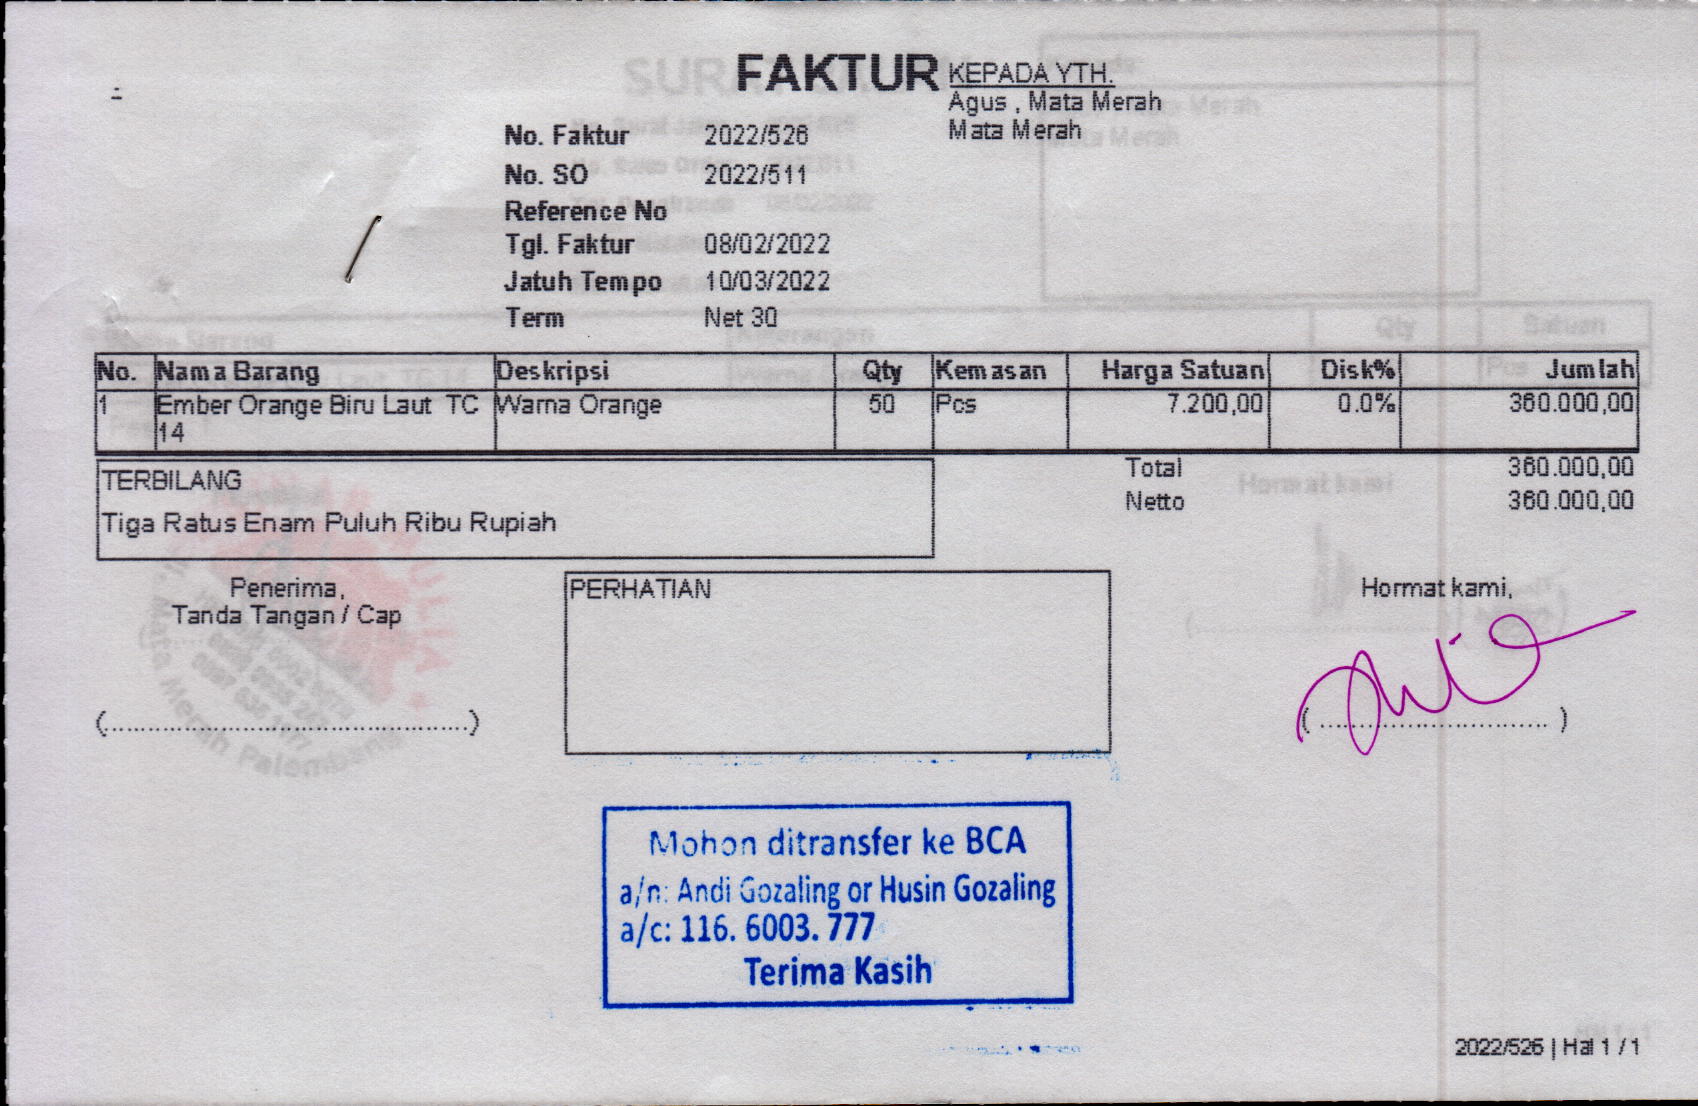 FAKTUR
KEPADA YTH.
Agus , Mata Merah
Mata Merah
No. Faktur 2022/526
No. SO 2022/511
Reference No
Tgl. Faktur 08/02/2022
Jatuh Tempo 10/03/2022
Term Net 30
No. Nama Barang Deskripsi Qty Kemasan Harga Satuan Disk% Jumlah
1 Ember Orange Biru Laut TC Warna Orange 50 Pcs 7.200,00 0.0% 360.000,00
14
TERBILANG
Tiga Ratus Enam Puluh Ribu Rupiah
Total 360.000,00
Netto 360.000,00
Penerima,
Tanda Tangan / Cap
PERHATIAN
Hormat kami,
Mohon ditransfer ke BCA
a/n: Andi Gozaling or Husin Gozaling
a/c: 116. 6003. 777
Terima Kasih
2022/526 | Hal 1 / 1